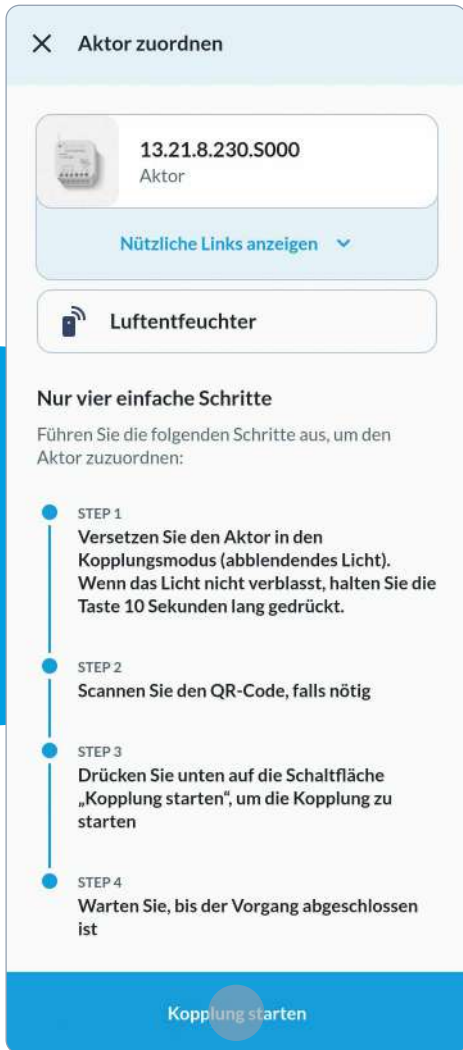 Aktor zuordnen
13.21.8.230.S000
Aktor
Nützliche Links anzeigen
Luftentfeuchter
Nur vier einfache Schritte
Führen Sie die folgenden Schritte aus, um den
Aktor zuzuordnen:
STEP 1
Versetzen Sie den Aktor in den
Kopplungsmodus (abblendendes Licht).
Wenn das Licht nicht verblasst, halten Sie die
Taste 10 Sekunden lang gedrückt.
STEP 2
Scannen Sie den QR-Code, falls nötig
STEP 3
Drücken Sie unten auf die Schaltfläche
„Kopplung starten“, um die Kopplung zu
starten
STEP 4
Warten Sie, bis der Vorgang abgeschlossen
ist
Kopplung starten